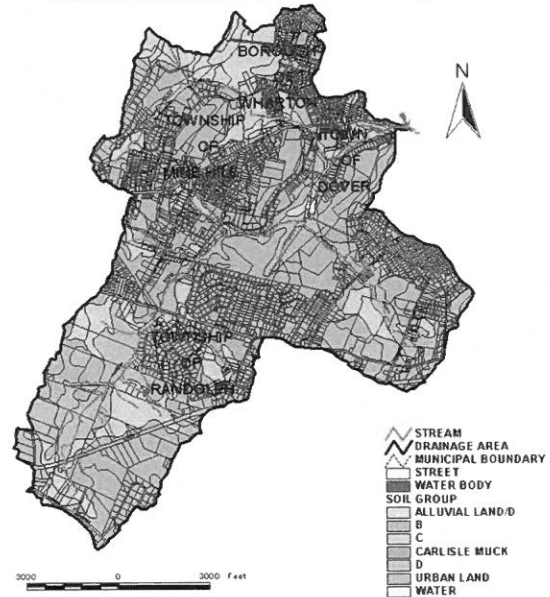 BOROUGH
OF
WHARTON
TOWNSHIP
OF
MINE HILL
TOWN
OF
DOVER
N
TOWNSHIP
OF
RANDOLPH
STREAM
DRAINAGE AREA
MUNICIPAL BOUNDARY
STREET
WATER BODY
SOIL GROUP
ALLUVIAL LAND/D
B
C
CARLISLE MUCK
D
URBAN LAND
WATER
3000 0 3000 Feet